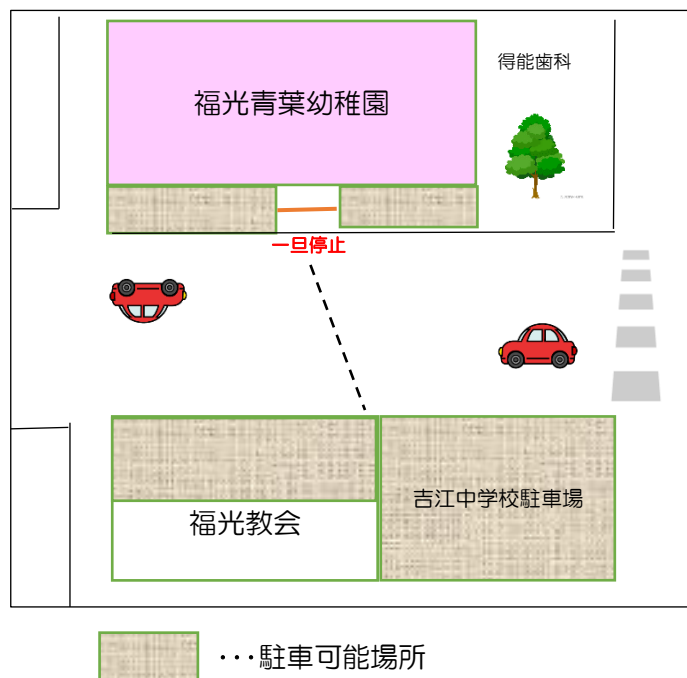 得能歯科
福光青葉幼稚園
一旦停止
吉江中学校駐車場
福光教会
･･･駐車可能場所